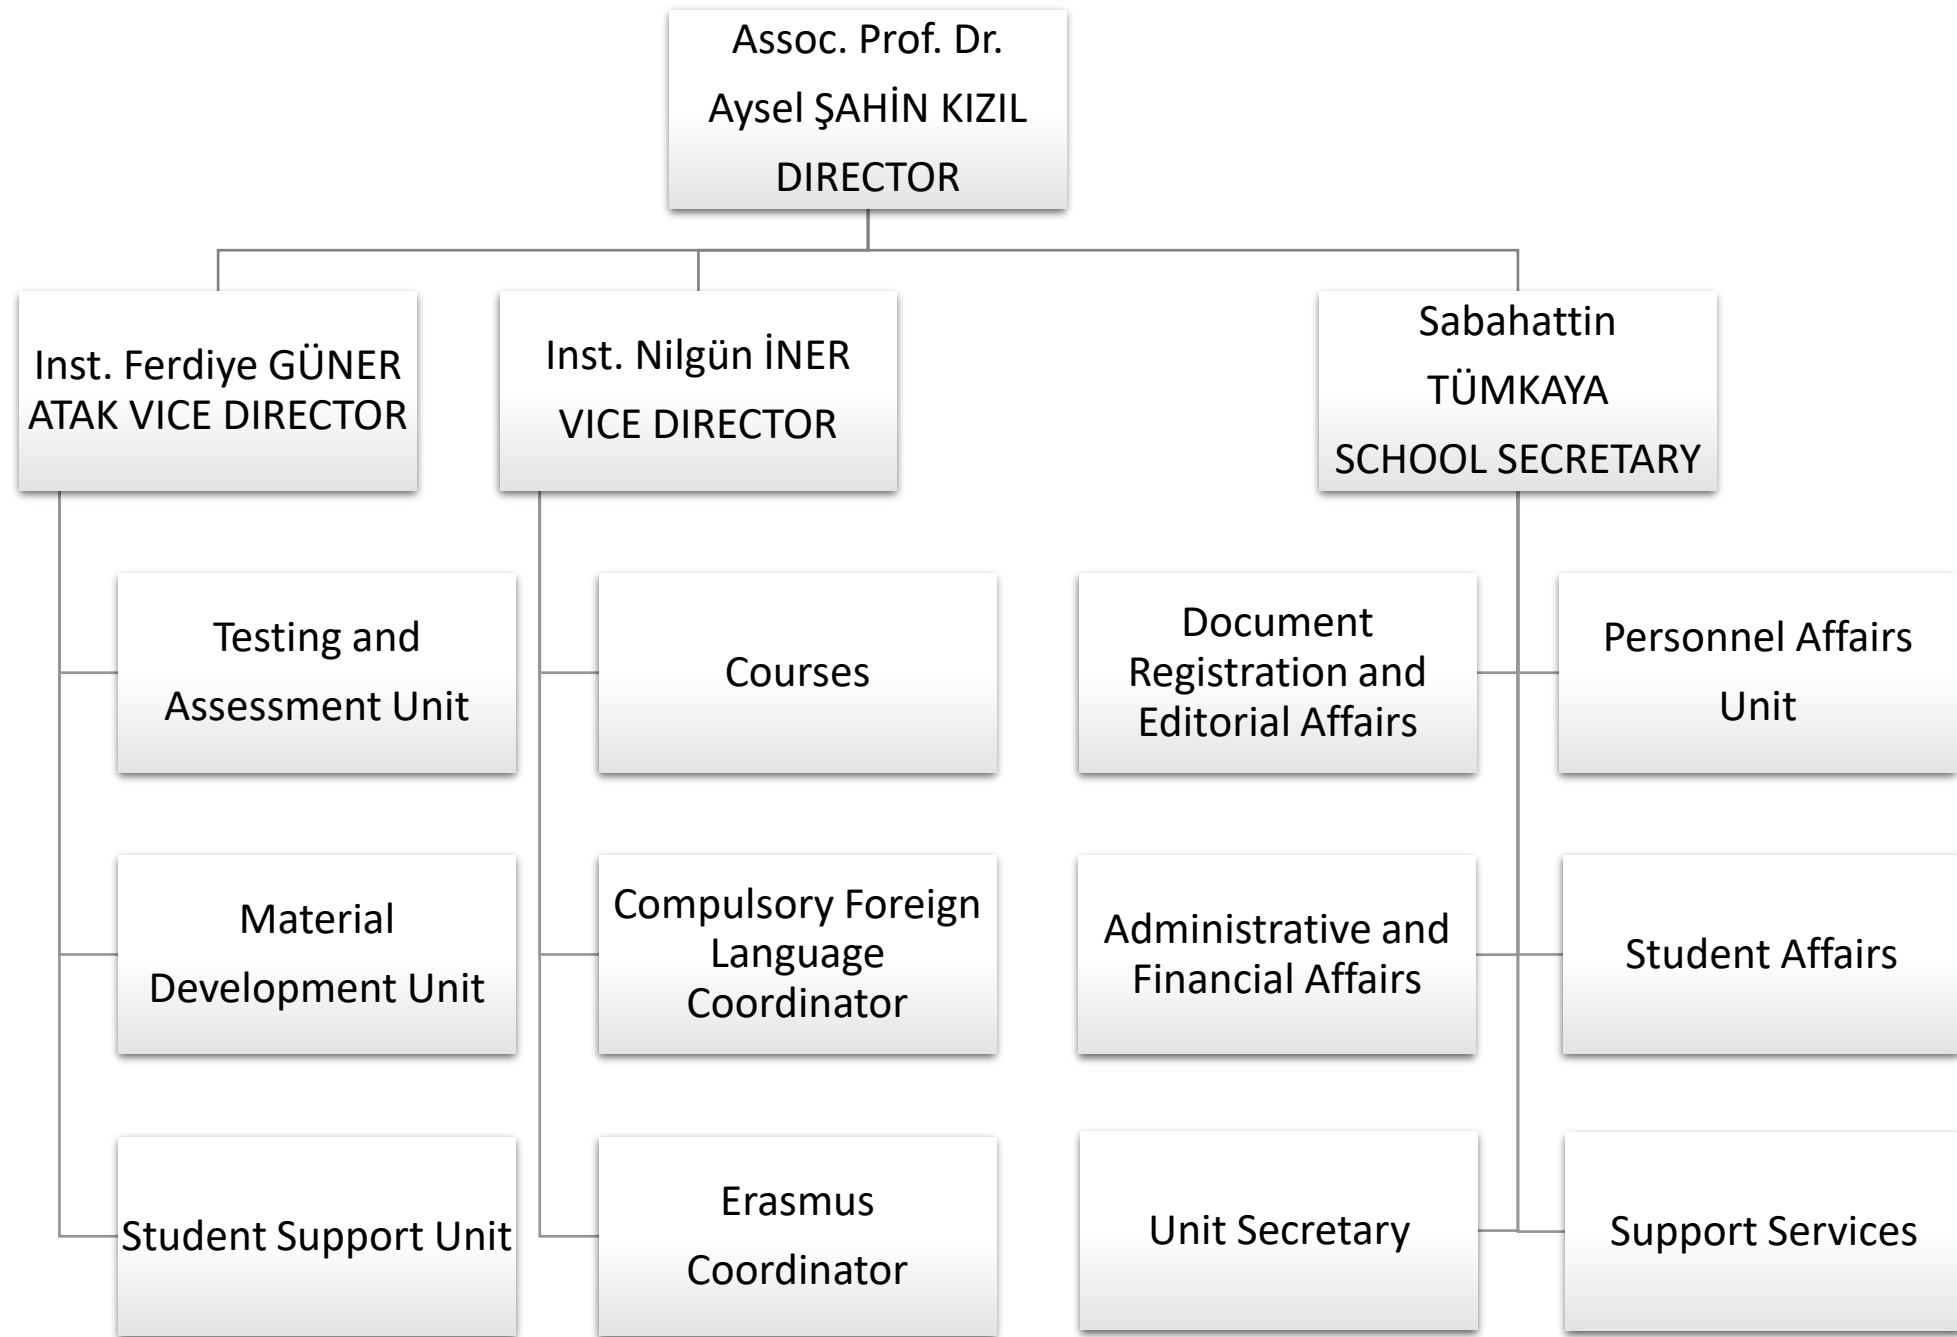 Assoc. Prof. Dr.
Aysel ŞAHİN KIZIL
DIRECTOR
Inst. Ferdiye GÜNER
ATAK VICE DIRECTOR
Inst. Nilgün İNER
VICE DIRECTOR
Sabahattin
TÜMKAYA
SCHOOL SECRETARY
Testing and
Assessment Unit
Courses
Document
Registration and
Editorial Affairs
Personnel Affairs
Unit
Material
Development Unit
Compulsory Foreign
Language
Coordinator
Administrative and
Financial Affairs
Student Affairs
Student Support Unit
Erasmus
Coordinator
Unit Secretary
Support Services